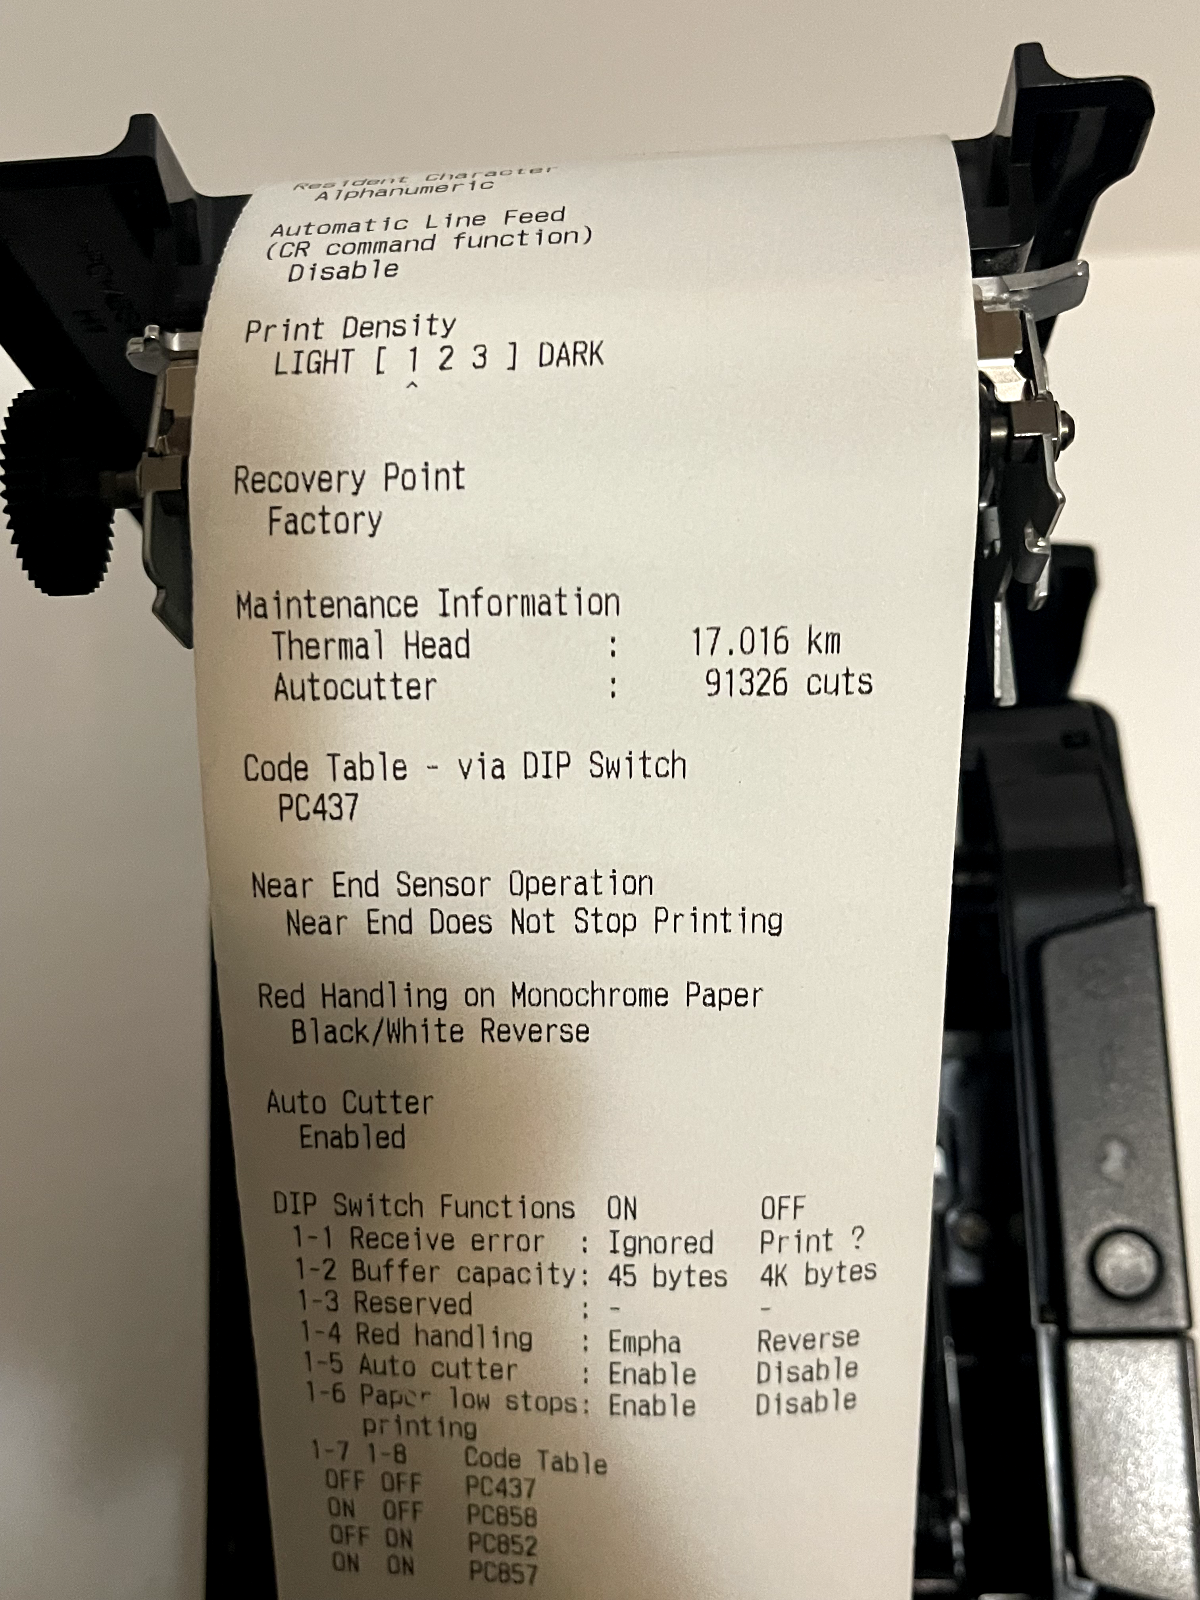 Resident Character
Alphanumeric
Automatic Line Feed
(CR command function)
Disable
Print Density
LIGHT [ 1 2 3 ] DARK
^
Recovery Point
Factory
Maintenance Information
Thermal Head : 17.016 km
Autocutter : 91326 cuts
Code Table - via DIP Switch
PC437
Near End Sensor Operation
Near End Does Not Stop Printing
Red Handling on Monochrome Paper
Black/White Reverse
Auto Cutter
Enabled
DIP Switch Functions ON OFF
1-1 Receive error : Ignored Print ?
1-2 Buffer capacity: 45 bytes 4K bytes
1-3 Reserved : - -
1-4 Red handling : Empha Reverse
1-5 Auto cutter : Enable Disable
1-6 Paper low stops: Enable Disable
printing
1-7 1-8 Code Table
OFF OFF PC437
ON OFF PC858
OFF ON PC852
ON ON PC857